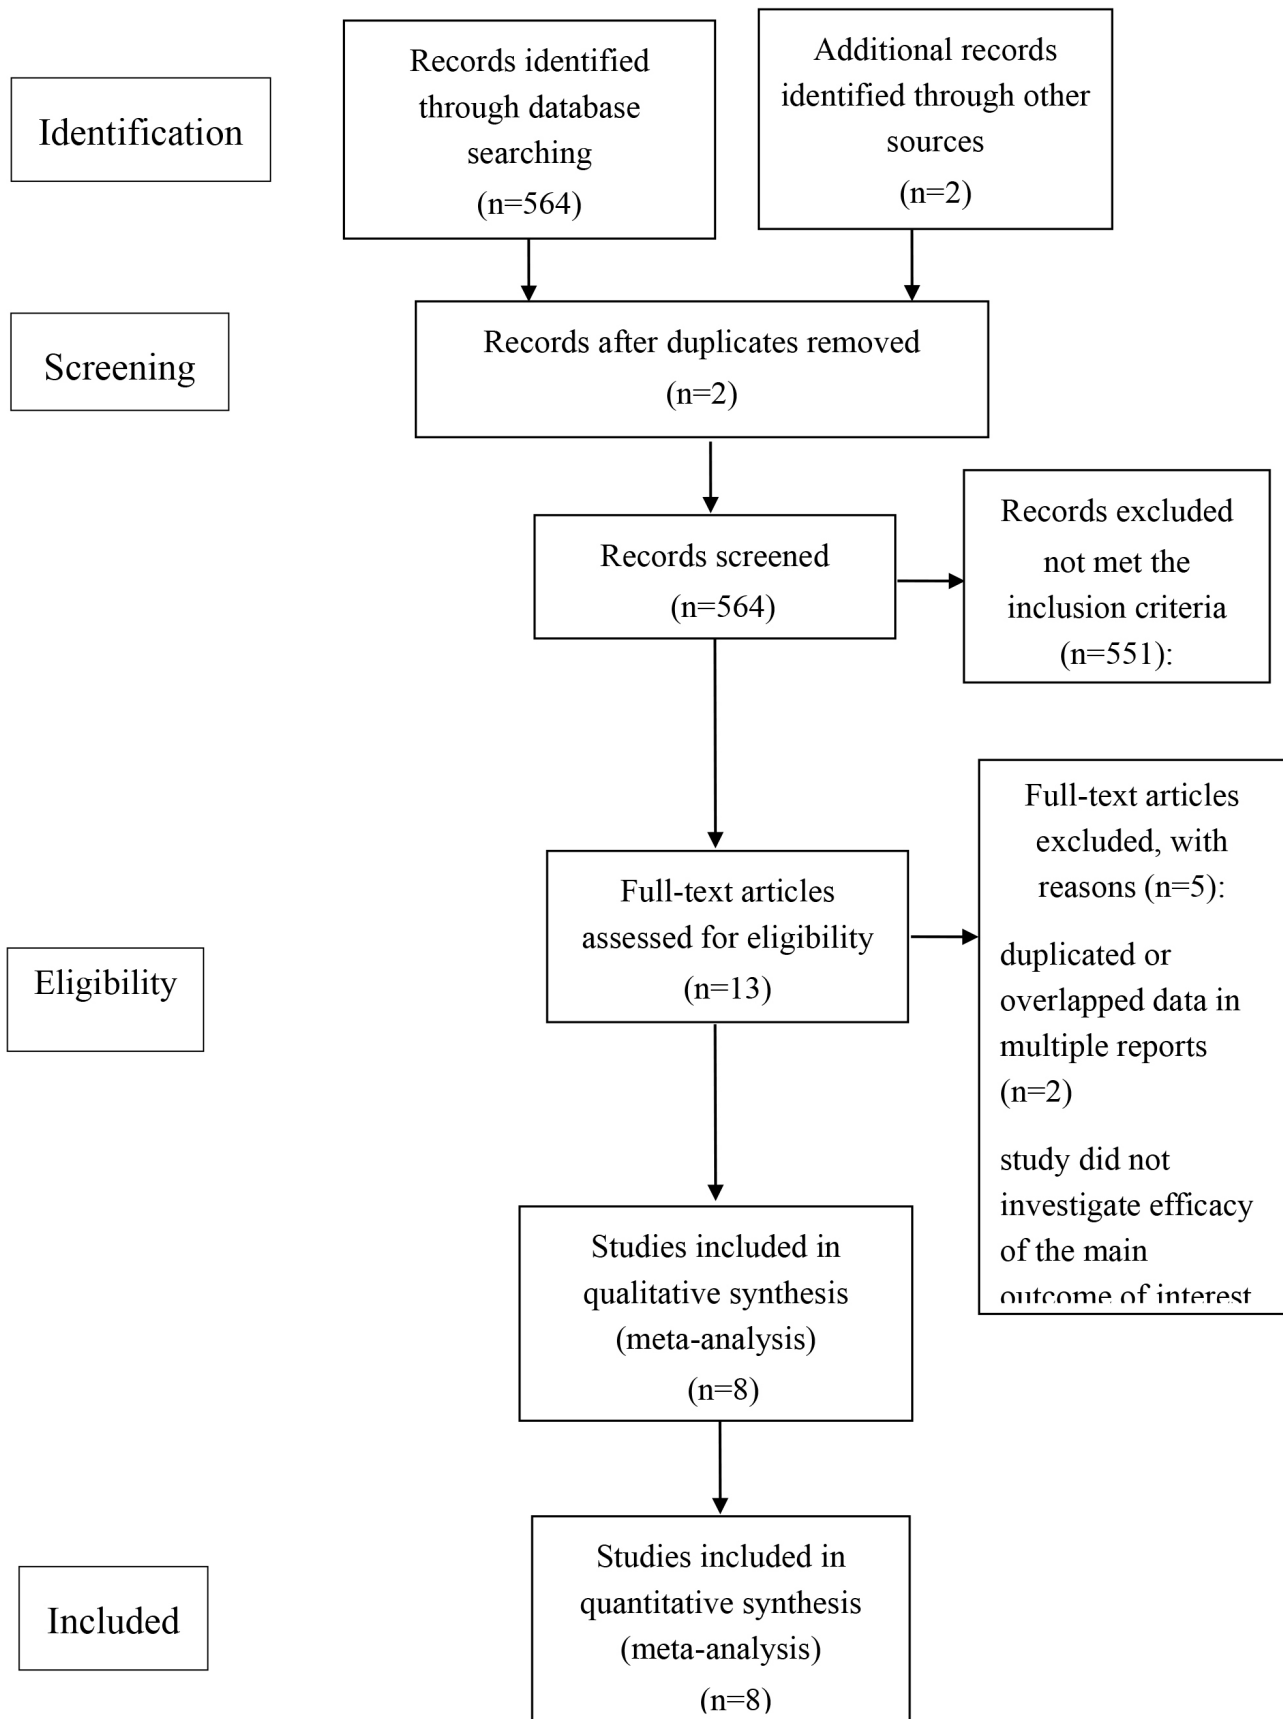 Identification
Records identified
through database
searching
(n=564)
Additional records
identified through other
sources
(n=2)
Screening
Records after duplicates removed
(n=2)
Records screened
(n=564)
Records excluded
not met the
inclusion criteria
(n=551):
Eligibility
Full-text articles
assessed for eligibility
(n=13)
Full-text articles
excluded, with
reasons (n=5):
duplicated or
overlapped data in
multiple reports
(n=2)
study did not
investigate efficacy
of the main
outcome of interest
Studies included in
qualitative synthesis
(meta-analysis)
(n=8)
Included
Studies included in
quantitative synthesis
(meta-analysis)
(n=8)